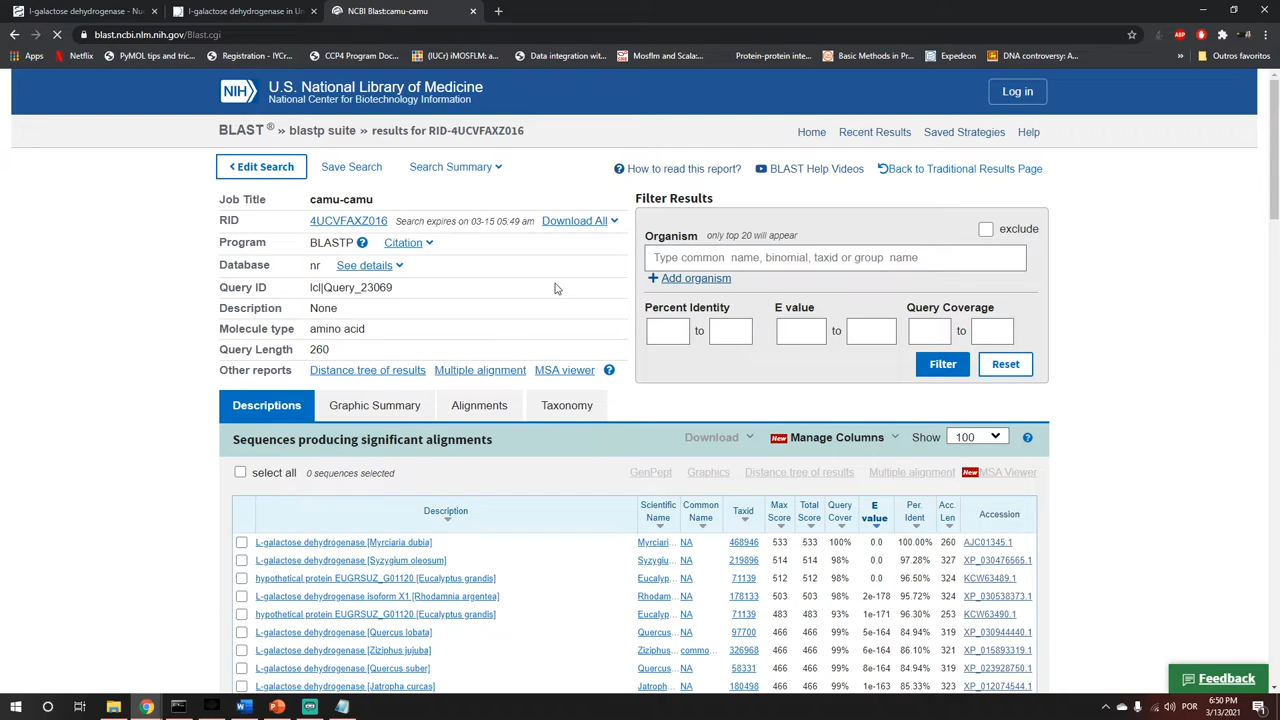 l-galactose dehydrogenase - Nu
l-galactose dehydrogenase in Ur
NCBI Blast:camu-camu
blast.ncbi.nlm.nih.gov/Blast.cgi
ABP
Apps
Netflix
PyMOL tips and tric...
Registration - IYCr...
CCP4 Program Doc...
{IUCr} iMOSFLM: a...
Data integration wit...
Mosflm and Scala...
Protein-protein inte...
Basic Methods in Pr...
Expedeon
DNA controversy: A...
»
Outros favoritos
NIH
U.S. National Library of Medicine
National Center for Biotechnology Information
Log in
BLAST ® » blastp suite » results for RID-4UCVFAXZ016
Home Recent Results Saved Strategies Help
< Edit Search Save Search Search Summary
How to read this report? BLAST Help Videos Back to Traditional Results Page
Job Title camu-camu
RID 4UCVFAXZ016 Search expires on 03-15 05:49 am Download All
Program BLASTP ? Citation
Database nr See details
Query ID lcl|Query_23069
Description None
Molecule type amino acid
Query Length 260
Other reports Distance tree of results Multiple alignment MSA viewer ?
Filter Results
Organism only top 20 will appear exclude
Type common name, binomial, taxid or group name
+ Add organism
Percent Identity E value Query Coverage
to to to
Filter Reset
Descriptions Graphic Summary Alignments Taxonomy
Sequences producing significant alignments Download New Manage Columns Show 100 ?
select all 0 sequences selected GenPept Graphics Distance tree of results Multiple alignment New MSA Viewer
Description Scientific Name Common Name Taxid Max Score Total Score Query Cover E value Per. Ident Acc. Len Accession
L-galactose dehydrogenase [Myrciaria dubia] Myrciari... NA 468946 533 533 100% 0.0 100.00% 260 AJC01345.1
L-galactose dehydrogenase [Syzygium oleosum] Syzygiu... NA 219896 514 514 98% 0.0 97.28% 327 XP_030476565.1
hypothetical protein EUGRSUZ_G01120 [Eucalyptus grandis] Eucalyp... NA 71139 512 512 98% 0.0 96.50% 324 KCW63489.1
L-galactose dehydrogenase isoform X1 [Rhodamnia argentea] Rhodam... NA 178133 503 503 98% 2e-178 95.72% 324 XP_030538373.1
hypothetical protein EUGRSUZ_G01120 [Eucalyptus grandis] Eucalyp... NA 71139 483 483 93% 1e-171 96.30% 264 KCW63490.1
L-galactose dehydrogenase [Quercus lobata] Quercus... NA 97700 466 466 99% 5e-164 84.94% 319 XP_030944440.1
L-galactose dehydrogenase [Ziziphus jujuba] Ziziphus... commo... 326968 466 466 99% 6e-164 86.10% 321 XP_015893319.1
L-galactose dehydrogenase [Quercus suber] Quercus... NA 58331 466 466 99% 8e-164 84.94% 319 XP_023928750.1
L-galactose dehydrogenase [Jatropha curcas] Jatroph... NA 180498 463 463 99% 1e-163 85.33% 323 XP_012074544.1
Feedback
POR
6:50 PM
3/13/2021